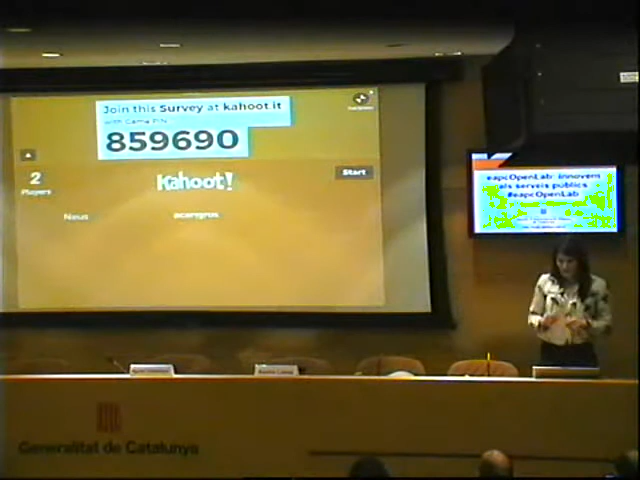 Join this Survey at kahoot it
with Game PIN:
859690
2
Players
Kahoot!
Start
Neus
acarrgros
eapcOpenLab: innovem
als serveis públics
#eapcOpenLab
Generalitat de Catalunya